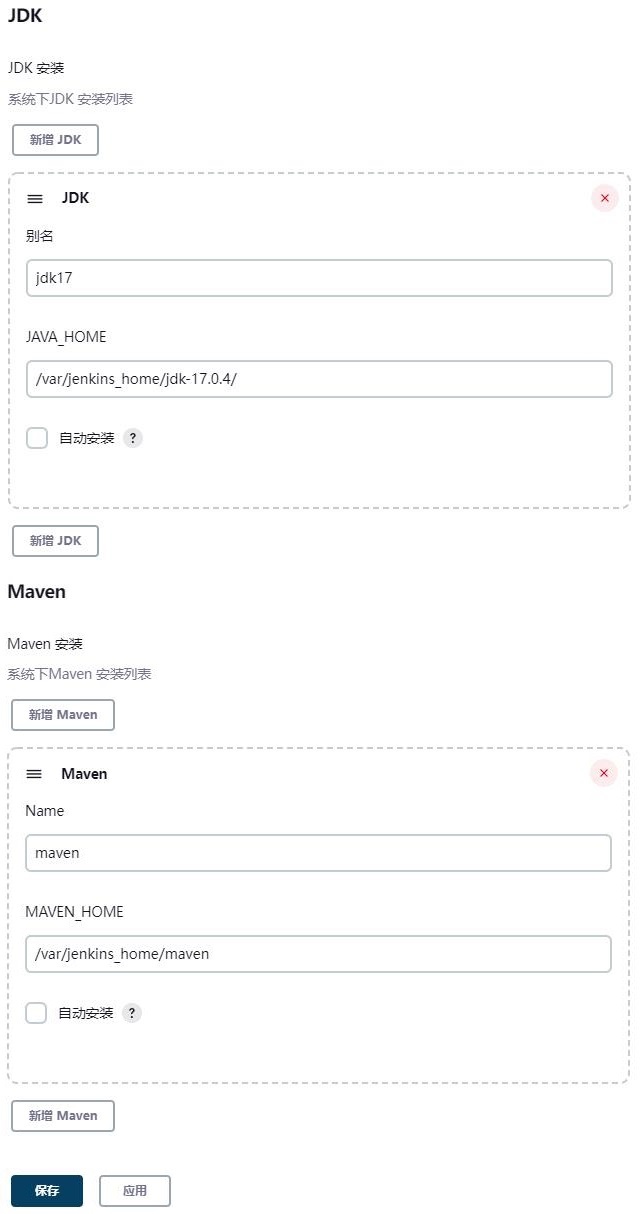 JDK
JDK 安装
系统下JDK 安装列表
新增 JDK
JDK
别名
jdk17
JAVA_HOME
/var/jenkins_home/jdk-17.0.4/
自动安装 ?
新增 JDK
Maven
Maven 安装
系统下Maven 安装列表
新增 Maven
Maven
Name
maven
MAVEN_HOME
/var/jenkins_home/maven
自动安装 ?
新增 Maven
保存 应用